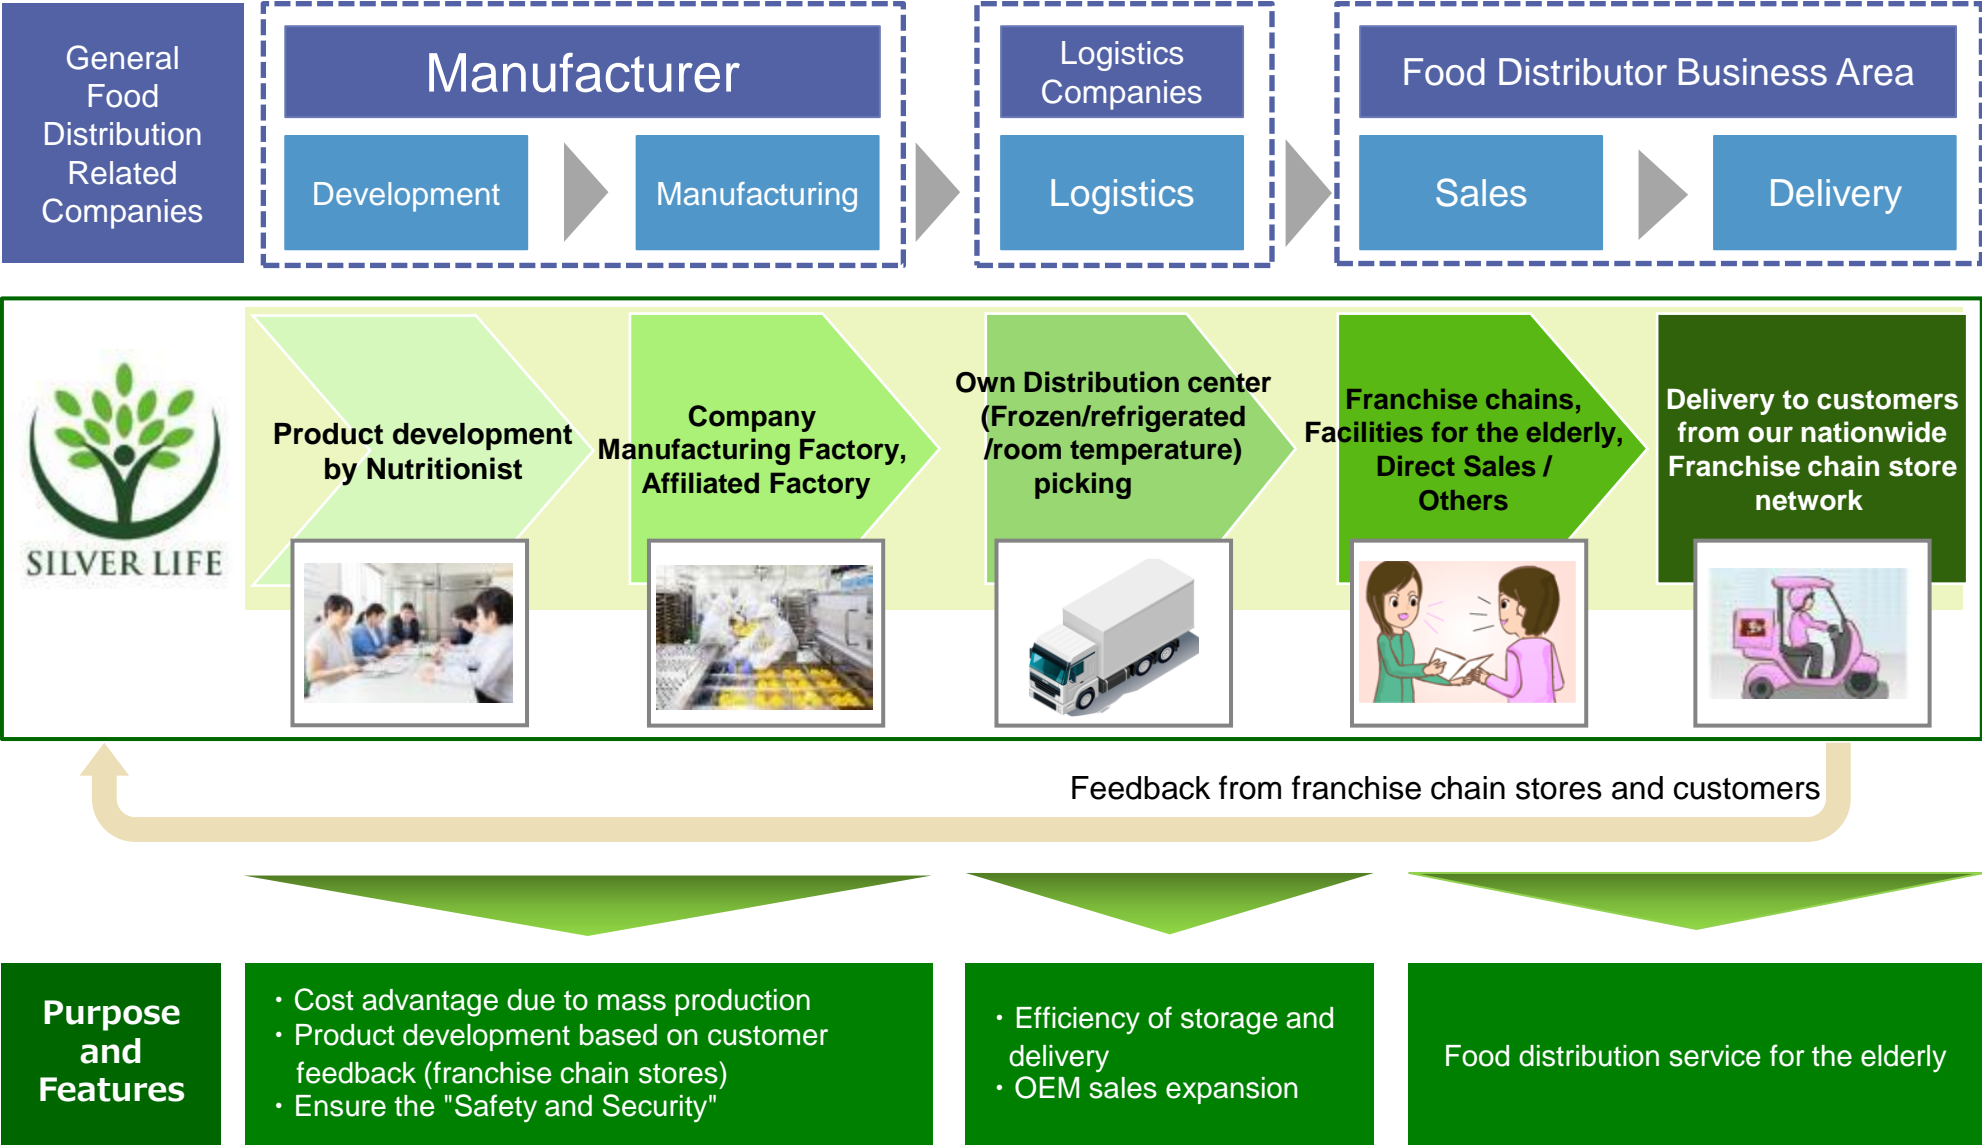 General
Food
Distribution
Related
Companies
Manufacturer
Development
Manufacturing
Logistics
Companies
Logistics
Food Distributor Business Area
Sales
Delivery
SILVER LIFE
Product development
by Nutritionist
Company
Manufacturing Factory,
Affiliated Factory
Own Distribution center
(Frozen/refrigerated
/room temperature)
picking
Franchise chains,
Facilities for the elderly,
Direct Sales /
Others
Delivery to customers
from our nationwide
Franchise chain store
network
Feedback from franchise chain stores and customers
Purpose
and
Features
・Cost advantage due to mass production
・Product development based on customer
feedback (franchise chain stores)
・Ensure the "Safety and Security"
・Efficiency of storage and
delivery
・OEM sales expansion
Food distribution service for the elderly